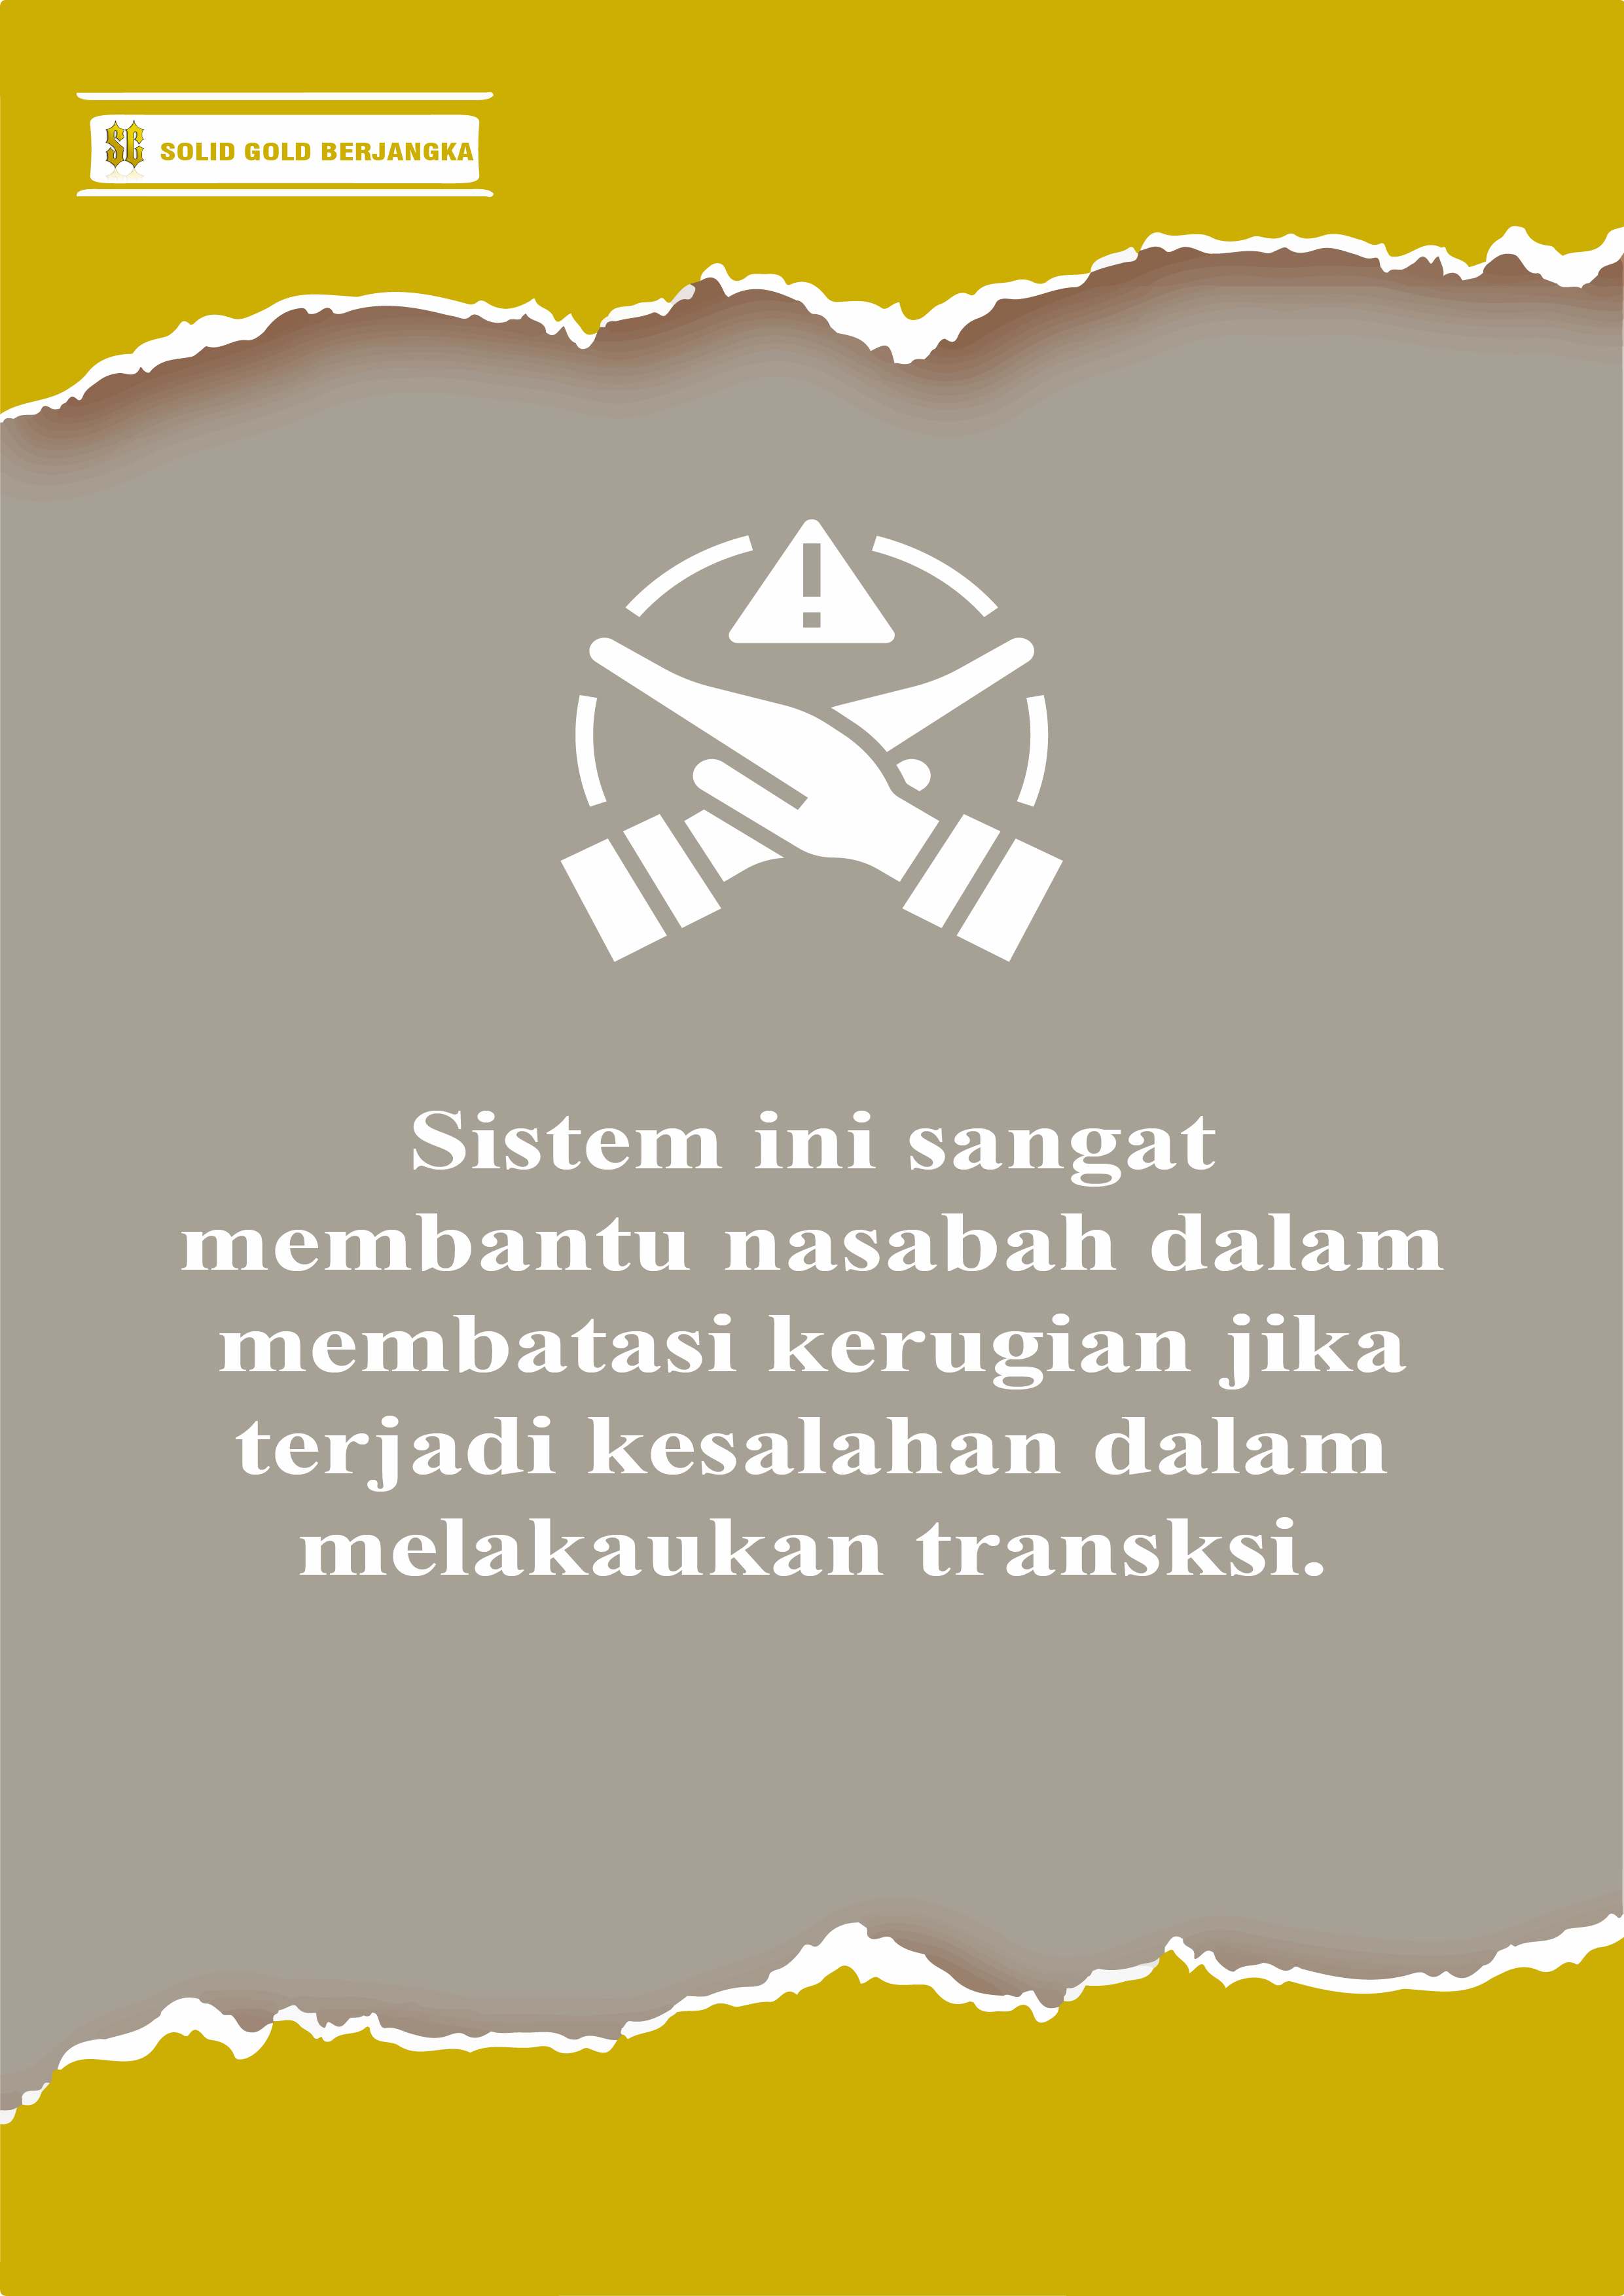 SG SOLID GOLD BERJANGKA
Sistem ini sangat
membantu nasabah dalam
membatasi kerugian jika
terjadi kesalahan dalam
melakaukan transksi.